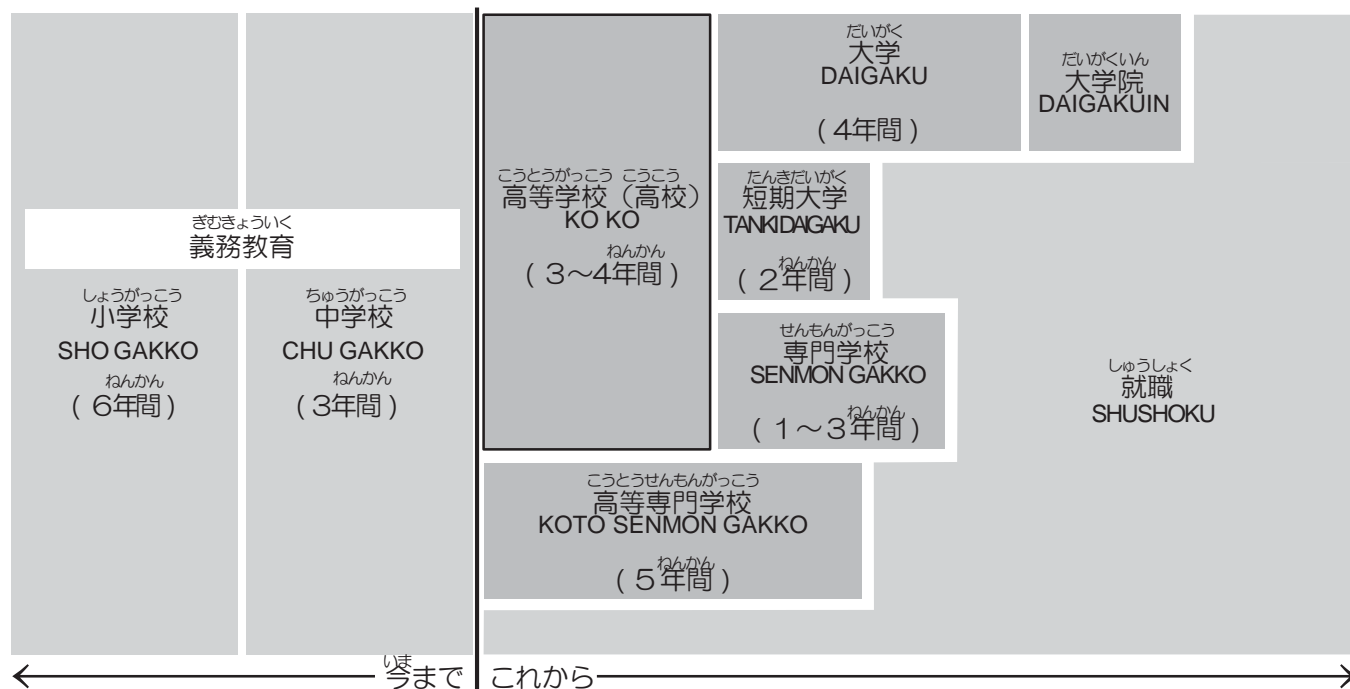 ぎむきょういく
義務教育
しょうがっこう
小学校
SHO GAKKO
ねんかん
( 6年間 )
ちゅうがっこう
中学校
CHU GAKKO
ねんかん
( 3年間 )
こうとうがっこう こうこう
高等学校（高校）
KO KO
ねんかん
( 3～4年間 )
だいがく
大学
DAIGAKU
( 4年間 )
だいがくいん
大学院
DAIGAKUIN
たんきだいがく
短期大学
TANKI DAIGAKU
ねんかん
( 2年間 )
せんもんがっこう
専門学校
SENMON GAKKO
ねんかん
( 1～3年間 )
こうとうせんもんがっこう
高等専門学校
KOTO SENMON GAKKO
ねんかん
( 5年間 )
しゅうしょく
就職
SHUSHOKU
いま
今まで
これから